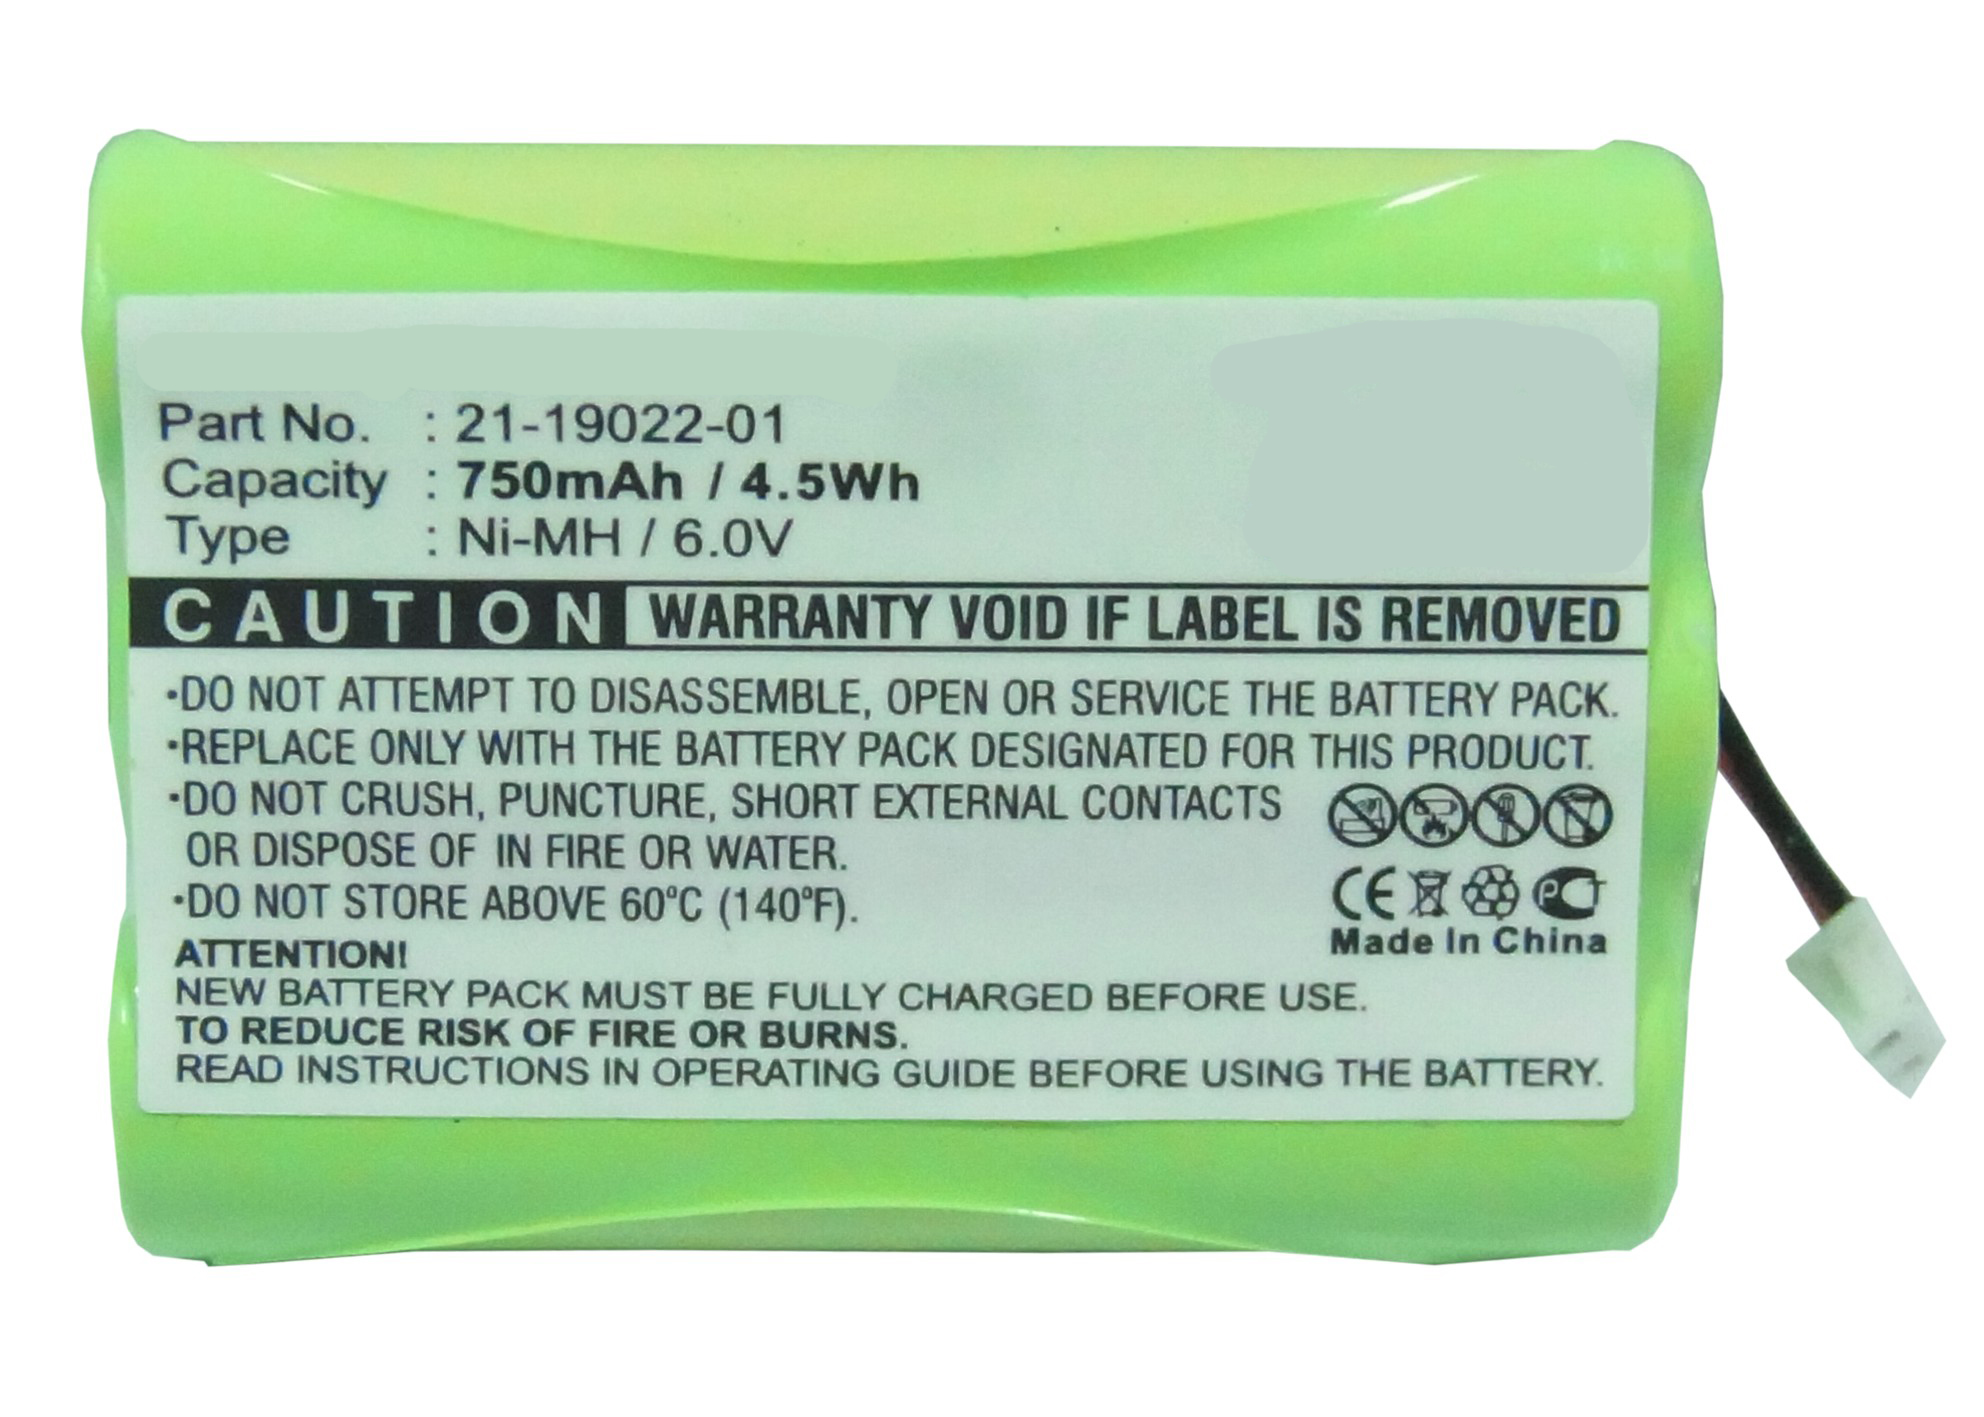 Part No. : 21-19022-01
Capacity : 750mAh / 4.5Wh
Type : Ni-MH / 6.0V
CAUTION WARRANTY VOID IF LABEL IS REMOVED
•DO NOT ATTEMPT TO DISASSEMBLE, OPEN OR SERVICE THE BATTERY PACK.
•REPLACE ONLY WITH THE BATTERY PACK DESIGNATED FOR THIS PRODUCT.
•DO NOT CRUSH, PUNCTURE, SHORT EXTERNAL CONTACTS
OR DISPOSE OF IN FIRE OR WATER.
•DO NOT STORE ABOVE 60°C (140°F).
CE PCT
Made In China
ATTENTION!
NEW BATTERY PACK MUST BE FULLY CHARGED BEFORE USE.
TO REDUCE RISK OF FIRE OR BURNS.
READ INSTRUCTIONS IN OPERATING GUIDE BEFORE USING THE BATTERY.